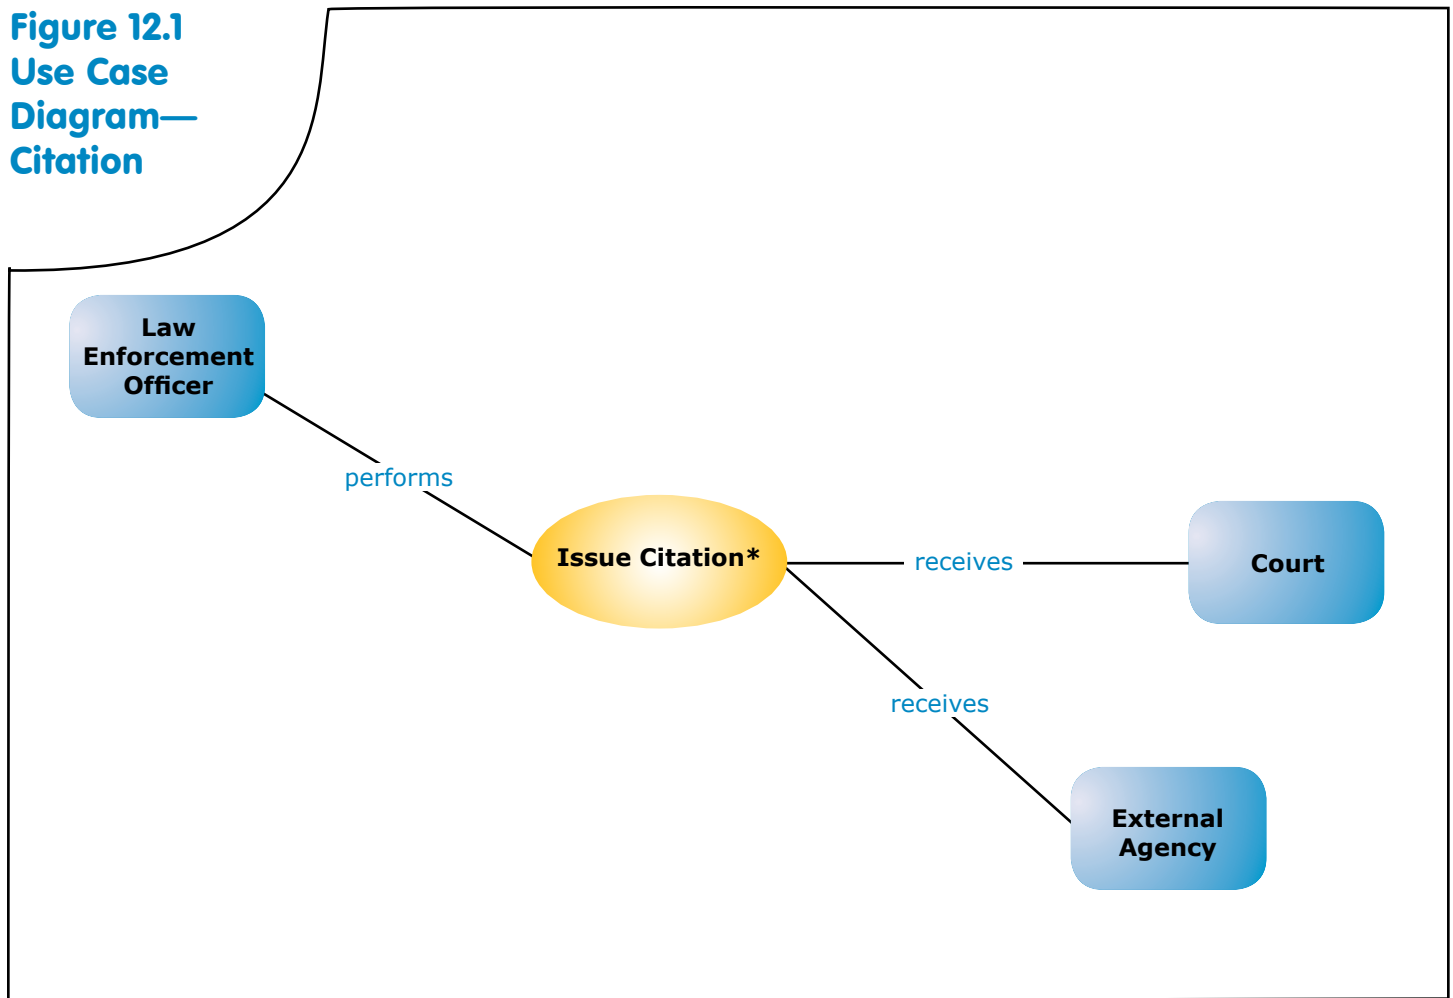 Figure 12.1
Use Case
Diagram—
Citation
Law
Enforcement
Officer
performs
Issue Citation*
receives
Court
receives
External
Agency